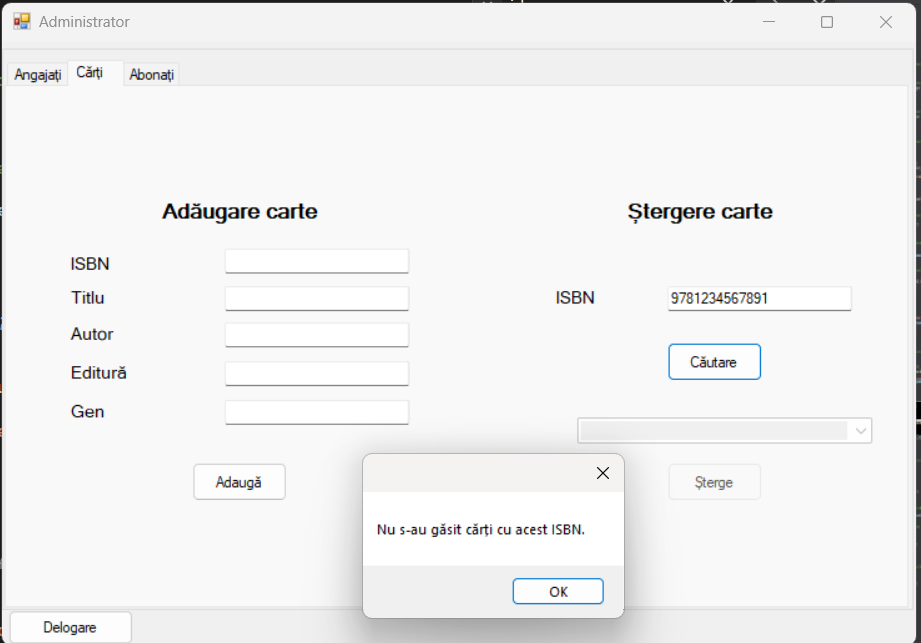 Administrator
Angajați Cărți Abonați
Adăugare carte
ISBN
Titlu
Autor
Editură
Gen
Adaugă
Ștergere carte
ISBN 9781234567891
Căutare
Șterge
Nu s-au găsit cărți cu acest ISBN.
OK
Delogare